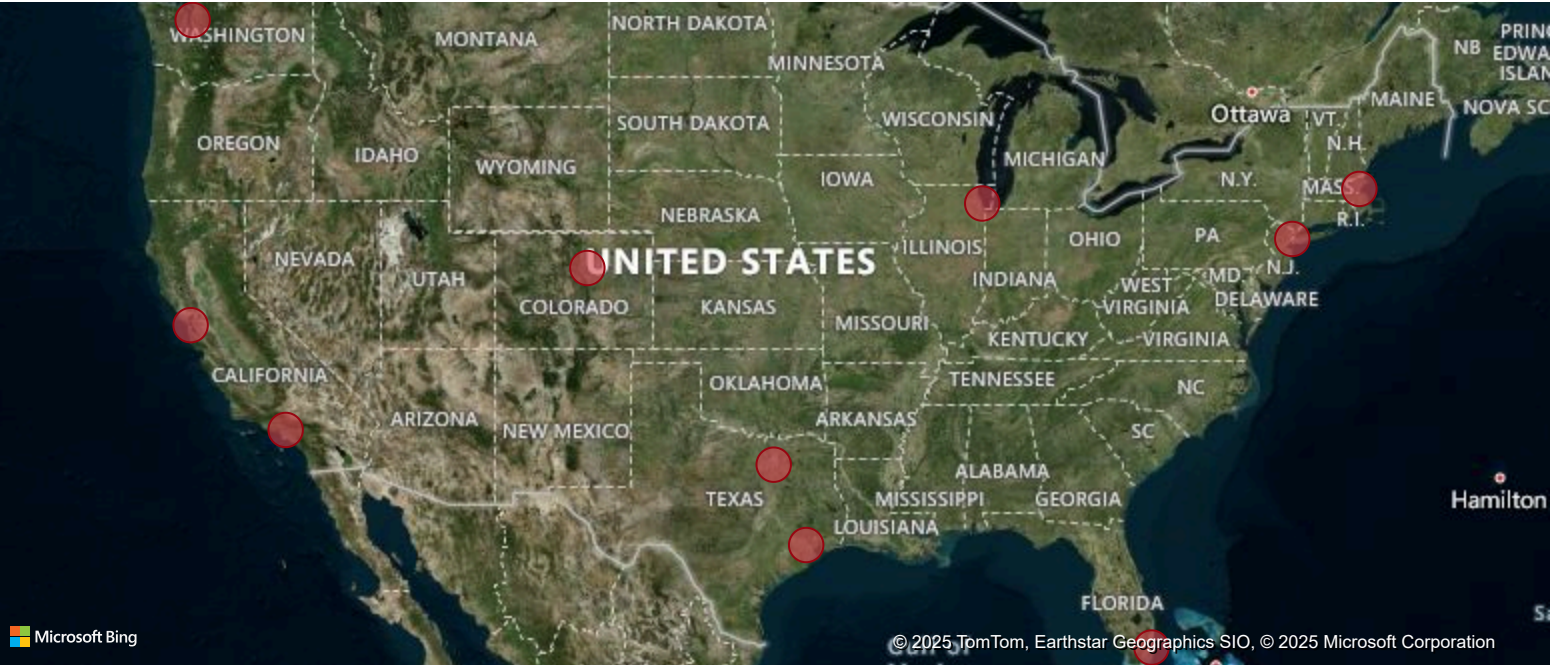 NORTH DAKOTA
WASHINGTON
MONTANA
MINNESOTA
NB
PRINC
EDWA
ISLAN
MAINE
NOVA SC
Ottawa
VT.
N.H.
SOUTH DAKOTA
WISCONSIN
OREGON
IDAHO
WYOMING
MICHIGAN
IOWA
N.Y.
MASS.
R.I.
NEBRASKA
ILLINOIS
OHIO
PA
NEVADA
UTAH
UNITED STATES
INDIANA
MD
N.J.
WEST
VIRGINIA
DELAWARE
COLORADO
KANSAS
MISSOURI
KENTUCKY
VIRGINIA
CALIFORNIA
OKLAHOMA
TENNESSEE
NC
ARIZONA
NEW MEXICO
ARKANSAS
SC
ALABAMA
TEXAS
MISSISSIPPI
GEORGIA
Hamilton
LOUISIANA
FLORIDA
Sa
Microsoft Bing
Gulf of
© 2025 TomTom, Earthstar Geographics SIO, © 2025 Microsoft Corporation